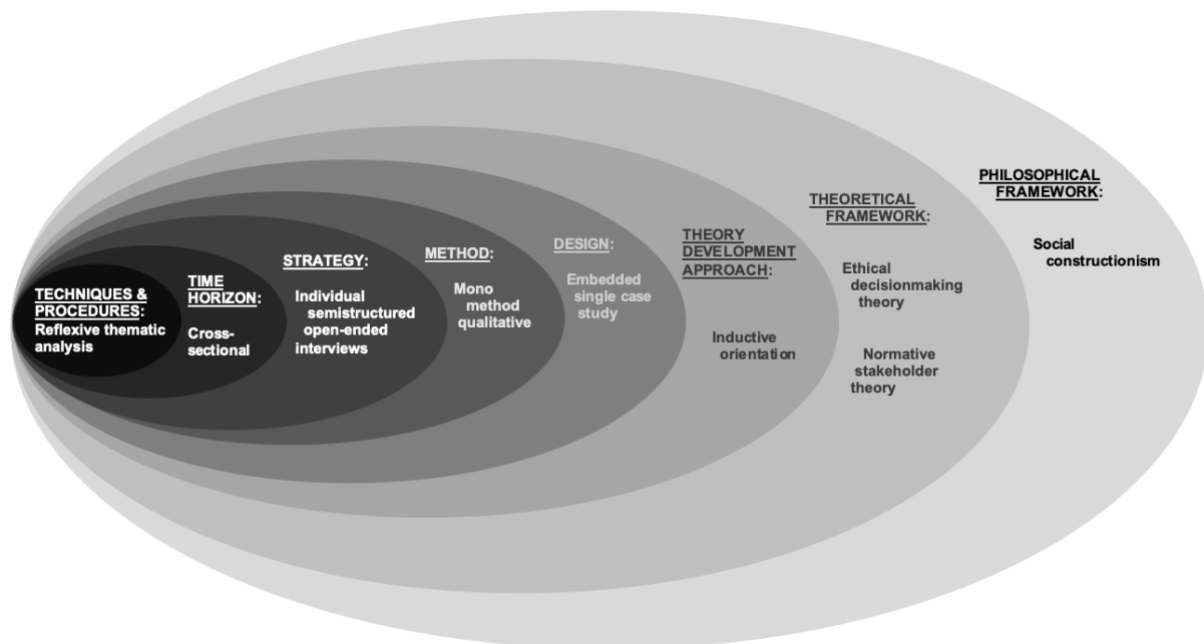 TECHNIQUES &
PROCEDURES:
Reflexive thematic
analysis
TIME
HORIZON:
Cross-
sectional
STRATEGY:
Individual
semistructured
open-ended
interviews
METHOD:
Mono
method
qualitative
DESIGN:
Embedded
single case
study
THEORY
DEVELOPMENT
APPROACH:
Inductive
orientation
THEORETICAL
FRAMEWORK:
Ethical
decisionmaking
theory
Normative
stakeholder
theory
PHILOSOPHICAL
FRAMEWORK:
Social
constructionism